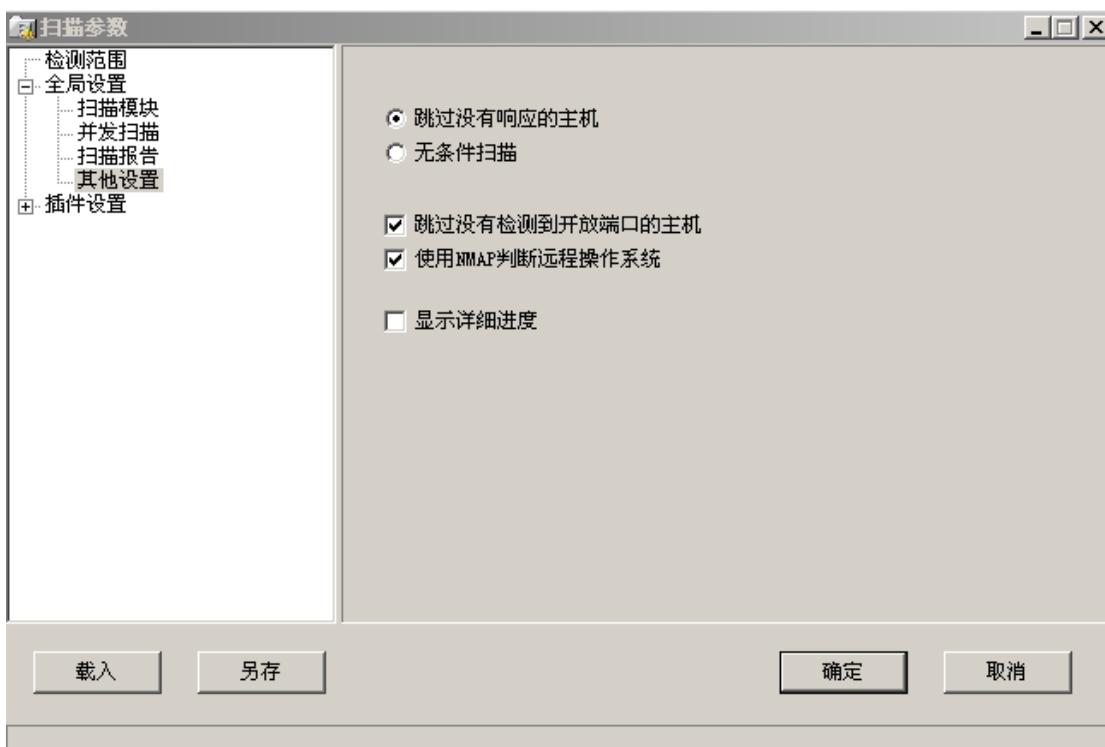 扫描参数
检测范围
全局设置
扫描模块
并发扫描
扫描报告
其他设置
插件设置
跳过没有响应的主机
无条件扫描
跳过没有检测到开放端口的主机
使用NMAP判断远程操作系统
显示详细进度
载入
另存
确定
取消